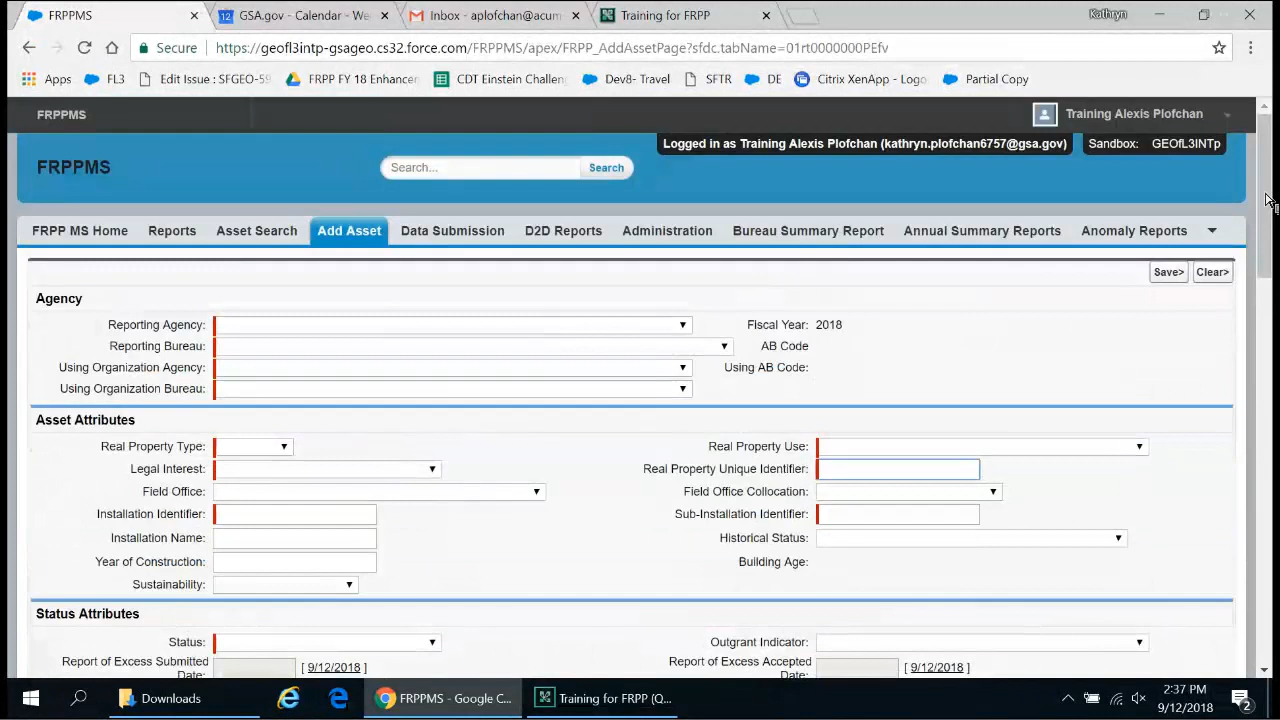 FRPPMS
GSA.gov - Calendar - We
Inbox - aplofchan@acum
Training for FRPP
Kathryn
Secure
https://geofl3intp-gsageo.cs32.force.com/FRPPMS/apex/FRPP_AddAssetPage?sfdc.tabName=01rt0000000PEfv
Apps
FL3
Edit Issue : SFGEO-59
FRPP FY 18 Enhancer
CDT Einstein Challen
Dev8- Travel
SFTR
DE
Citrix XenApp - Logo
Partial Copy
FRPPMS
Training Alexis Plofchan
Logged in as Training Alexis Plofchan (kathryn.plofchan6757@gsa.gov)
Sandbox: GEOfL3INTp
FRPPMS
Search...
Search
FRPP MS Home
Reports
Asset Search
Add Asset
Data Submission
D2D Reports
Administration
Bureau Summary Report
Annual Summary Reports
Anomaly Reports
Save>
Clear>
Agency
Reporting Agency:
Fiscal Year: 2018
Reporting Bureau:
AB Code
Using Organization Agency:
Using AB Code:
Using Organization Bureau:
Asset Attributes
Real Property Type:
Real Property Use:
Legal Interest:
Real Property Unique Identifier:
Field Office:
Field Office Collocation:
Installation Identifier:
Sub-Installation Identifier:
Installation Name:
Historical Status:
Year of Construction:
Building Age:
Sustainability:
Status Attributes
Status:
Outgrant Indicator:
Report of Excess Submitted
Date:
[ 9/12/2018 ]
Report of Excess Accepted
Date:
[ 9/12/2018 ]
Downloads
FRPPMS - Google C...
Training for FRPP (Q...
2:37 PM
9/12/2018
2